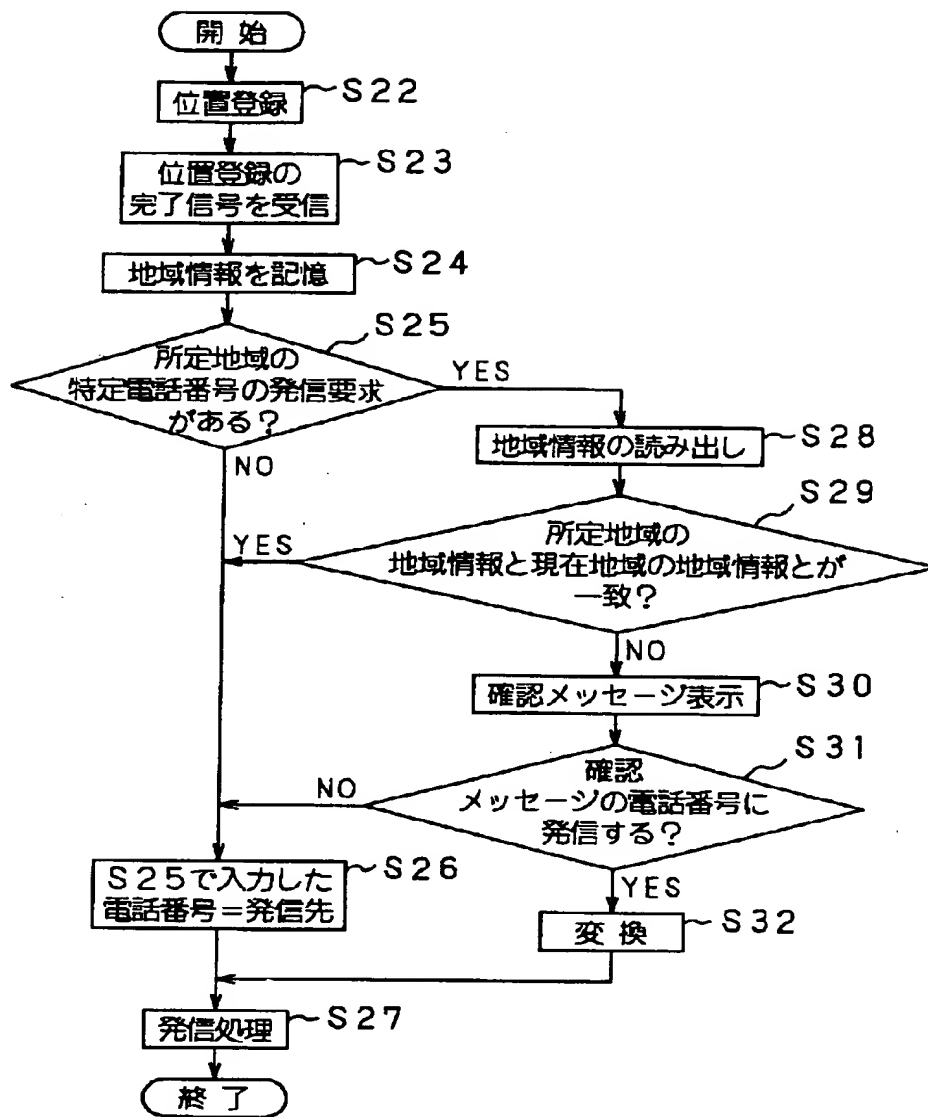 開始
位置登録
S22
位置登録の
完了信号を受信
S23
地域情報を記憶
S24
所定地域の
特定電話番号の発信要求
がある？
S25
YES
NO
地域情報の読み出し
S28
所定地域の
地域情報と現在地域の地域情報とが
一致？
S29
YES
NO
確認メッセージ表示
S30
確認
メッセージの電話番号に
発信する？
S31
NO
YES
S25で入力した
電話番号＝発信先
S26
変換
S32
発信処理
S27
終了